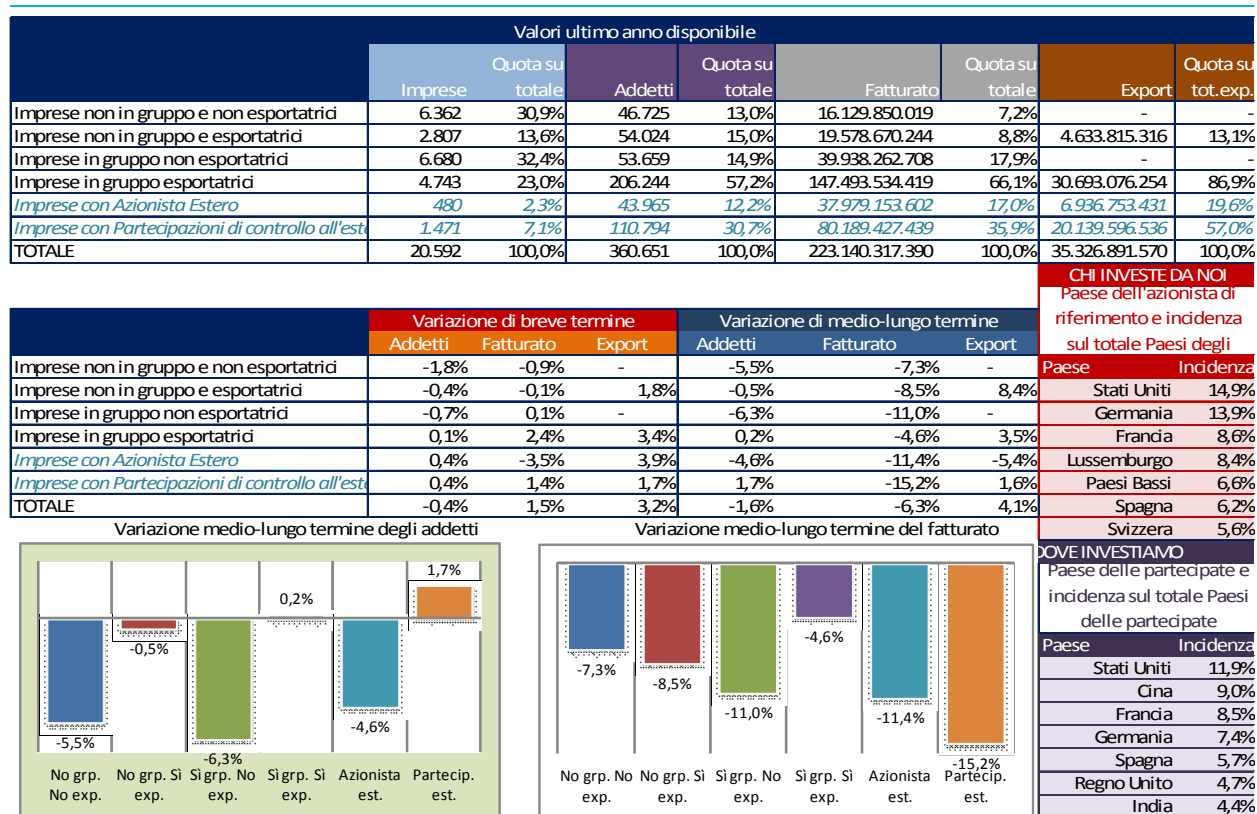 Valori ultimo anno disponibile
Imprese Quota su totale Addetti Quota su totale Fatturato Quota su totale Export Quota su tot.exp.
Imprese non in gruppo e non esportatrici 6.362 30,9% 46.725 13,0% 16.129.850.019 7,2% - -
Imprese non in gruppo e esportatrici 2.807 13,6% 54.024 15,0% 19.578.670.244 8,8% 4.633.815.316 13,1%
Imprese in gruppo non esportatrici 6.680 32,4% 53.659 14,9% 39.938.262.708 17,9% - -
Imprese in gruppo esportatrici 4.743 23,0% 206.244 57,2% 147.493.534.419 66,1% 30.693.076.254 86,9%
Imprese con Azionista Estero 480 2,3% 43.965 12,2% 37.979.153.602 17,0% 6.936.753.431 19,6%
Imprese con Partecipazioni di controllo all'este 1.471 7,1% 110.794 30,7% 80.189.427.439 35,9% 20.139.596.536 57,0%
TOTALE 20.592 100,0% 360.651 100,0% 223.140.317.390 100,0% 35.326.891.570 100,0%
Variazione di breve termine Variazione di medio-lungo termine
Addetti Fatturato Export Addetti Fatturato Export
Imprese non in gruppo e non esportatrici -1,8% -0,9% - -5,5% -7,3% -
Imprese non in gruppo e esportatrici -0,4% -0,1% 1,8% -0,5% -8,5% 8,4%
Imprese in gruppo non esportatrici -0,7% 0,1% - -6,3% -11,0% -
Imprese in gruppo esportatrici 0,1% 2,4% 3,4% 0,2% -4,6% 3,5%
Imprese con Azionista Estero 0,4% -3,5% 3,9% -4,6% -11,4% -5,4%
Imprese con Partecipazioni di controllo all'este 0,4% 1,4% 1,7% 1,7% -15,2% 1,6%
TOTALE -0,4% 1,5% 3,2% -1,6% -6,3% 4,1%
CHI INVESTE DA NOI
Paese dell'azionista di
riferimento e incidenza
sul totale Paesi degli
Paese Incidenza
Stati Uniti 14,9%
Germania 13,9%
Francia 8,6%
Lussemburgo 8,4%
Paesi Bassi 6,6%
Spagna 6,2%
Svizzera 5,6%
DOVE INVESTIAMO
Paese delle partecipate e
incidenza sul totale Paesi
delle partecipate
Paese Incidenza
Stati Uniti 11,9%
Cina 9,0%
Francia 8,5%
Germania 7,4%
Spagna 5,7%
Regno Unito 4,7%
India 4,4%
Variazione medio-lungo termine degli addetti
-5,5%
-0,5%
-6,3%
0,2%
-4,6%
1,7%
No grp. No grp. Sì Sì grp. No Sì grp. Sì Azionista Partecip.
No exp. exp. exp. exp. est. est.
Variazione medio-lungo termine del fatturato
-7,3%
-8,5%
-11,0%
-4,6%
-11,4%
-15,2%
No grp. No No grp. Sì Sì grp. No Sì grp. Sì Azionista Partecip.
exp. exp. exp. exp. est. est.